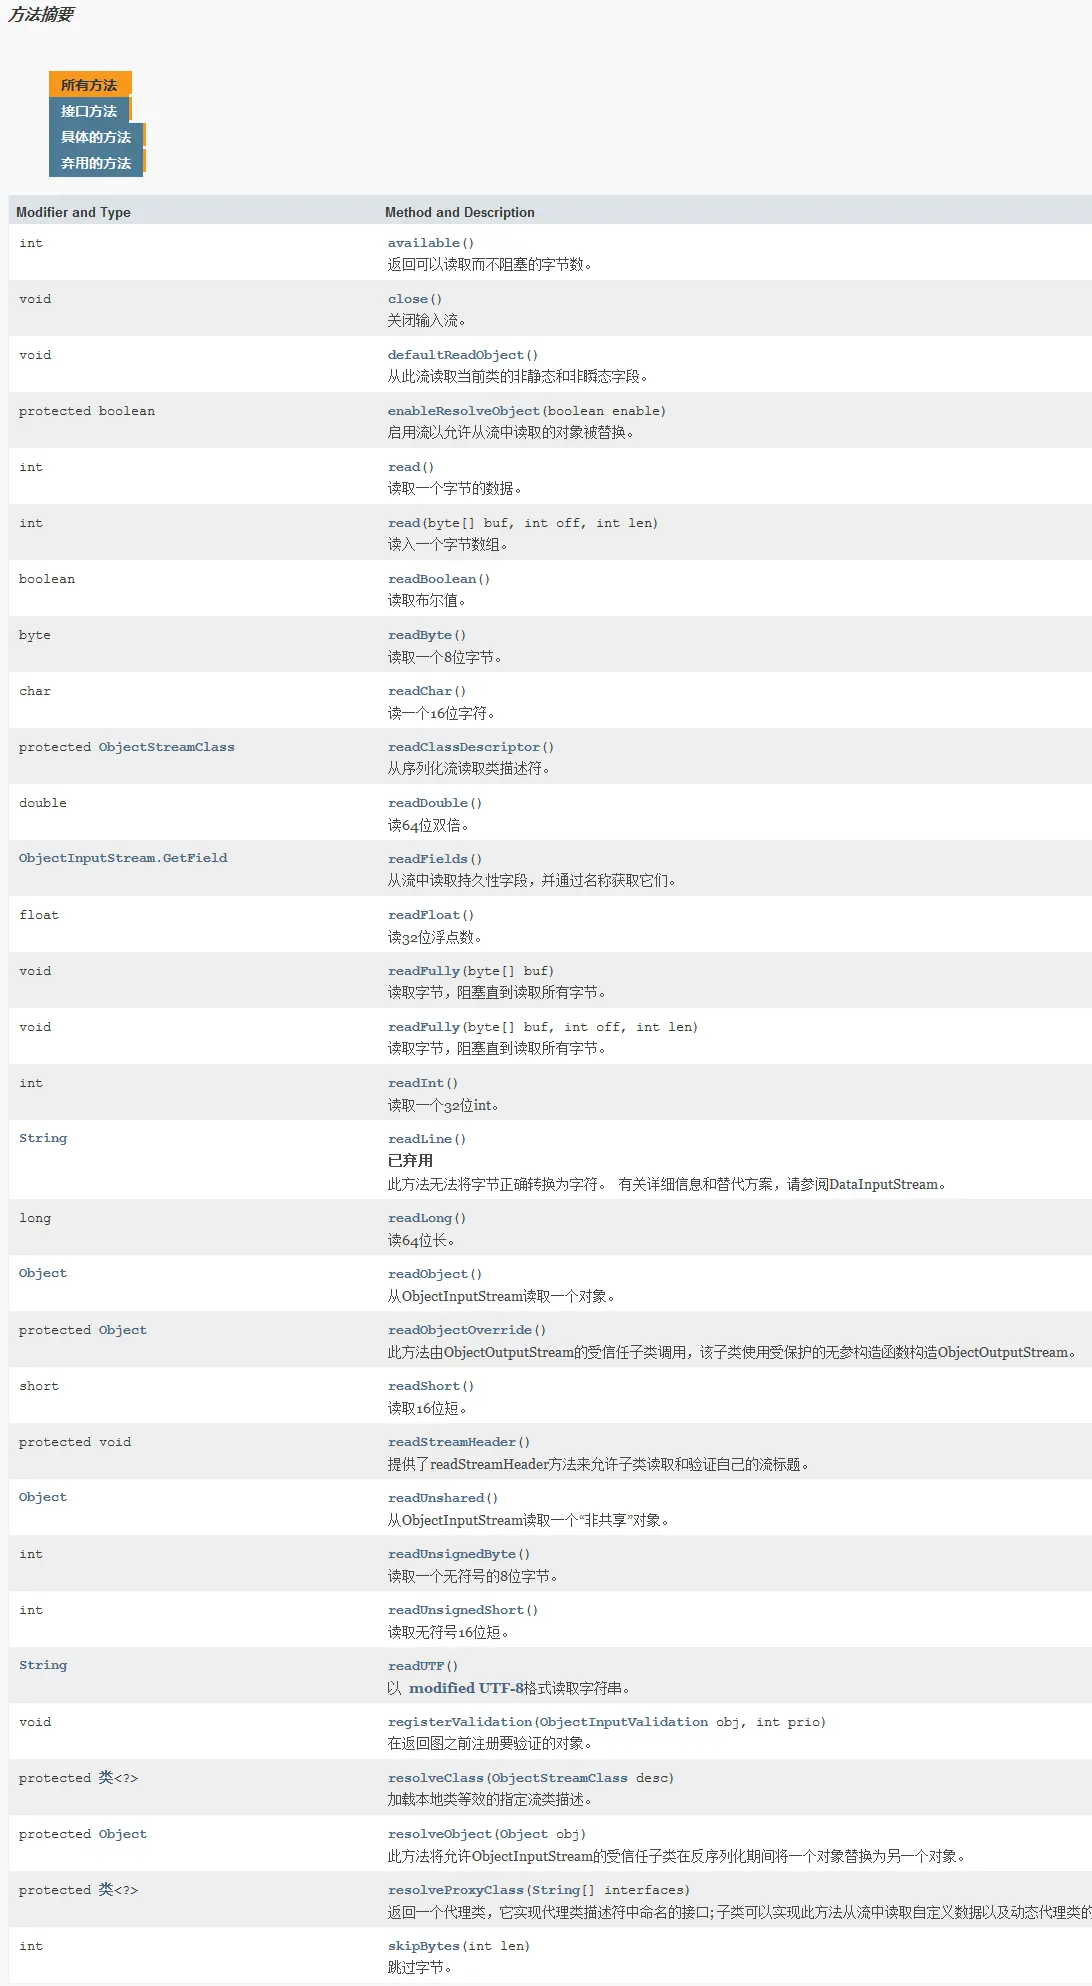 方法摘要
所有方法
接口方法
具体的方法
弃用的方法
Modifier and Type Method and Description
int available()
返回可以读取而不阻塞的字节数。
void close()
关闭输入流。
void defaultReadObject()
从此流读取当前类的非静态和非瞬态字段。
protected boolean enableResolveObject(boolean enable)
启用流以允许从流中读取的对象被替换。
int read()
读取一个字节的数据。
int read(byte[] buf, int off, int len)
读入一个字节数组。
boolean readBoolean()
读取布尔值。
byte readByte()
读取一个8位字节。
char readChar()
读一个16位字符。
protected ObjectStreamClass readClassDescriptor()
从序列化流读取类描述符。
double readDouble()
读64位双倍。
ObjectInputStream.GetField readFields()
从流中读取持久性字段，并通过名称获取它们。
float readFloat()
读32位浮点数。
void readFully(byte[] buf)
读取字节，阻塞直到读取所有字节。
void readFully(byte[] buf, int off, int len)
读取字节，阻塞直到读取所有字节。
int readInt()
读取一个32位int。
String readLine()
已弃用
此方法无法将字节正确转换为字符。 有关详细信息和替代方案，请参阅DataInputStream。
long readLong()
读64位长。
Object readObject()
从ObjectInputStream读取一个对象。
protected Object readObjectOverride()
此方法由ObjectOutputStream的受信任子类调用，该子类使用受保护的无参构造函数构造ObjectOutputStream。
short readShort()
读取16位短。
protected void readStreamHeader()
提供了readStreamHeader方法来允许子类读取和验证自己的流标题。
Object readUnshared()
从ObjectInputStream读取一个“非共享”对象。
int readUnsignedByte()
读取一个无符号的8位字节。
int readUnsignedShort()
读取无符号16位短。
String readUTF()
以 modified UTF-8格式读取字符串。
void registerValidation(ObjectInputValidation obj, int prio)
在返回图之前注册要验证的对象。
protected 类<?> resolveClass(ObjectStreamClass desc)
加载本地类等效的指定流类描述。
protected Object resolveObject(Object obj)
此方法将允许ObjectInputStream的受信任子类在反序列化期间将一个对象替换为另一个对象。
protected 类<?> resolveProxyClass(String[] interfaces)
返回一个代理类，它实现代理类描述符中命名的接口; 子类可以实现此方法从流中读取自定义数据以及动态代理类的
int skipBytes(int len)
跳过字节。